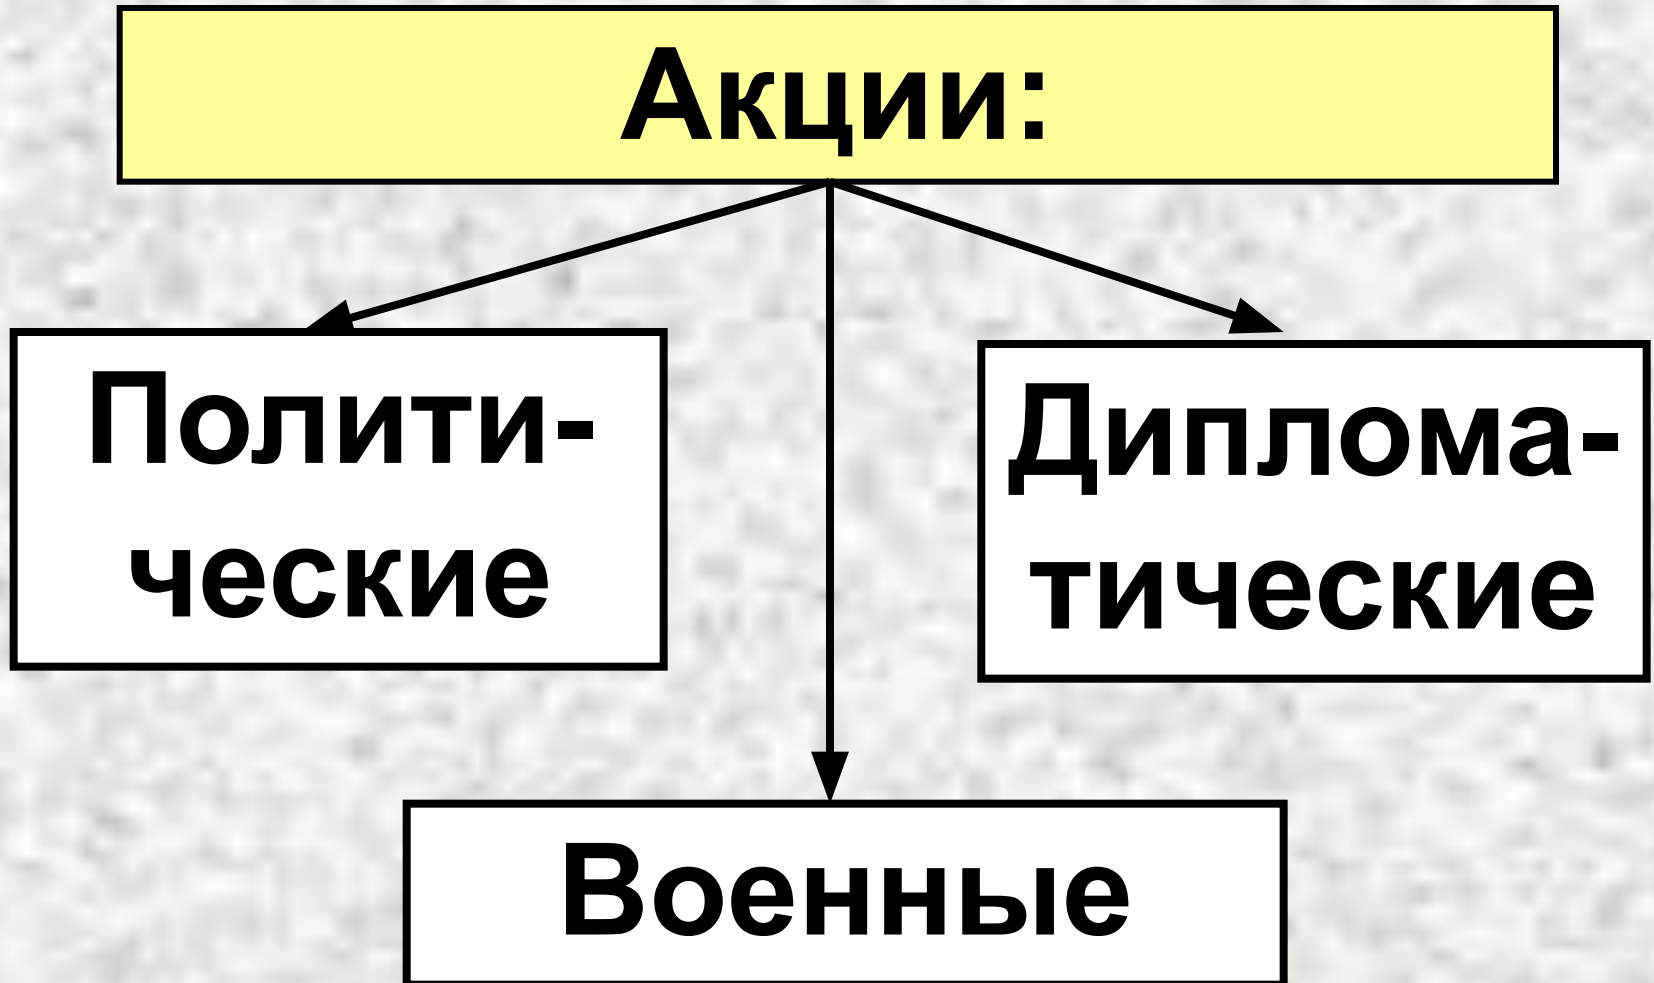 Акции:
Полити-
ческие
Диплома-
тические
Военные